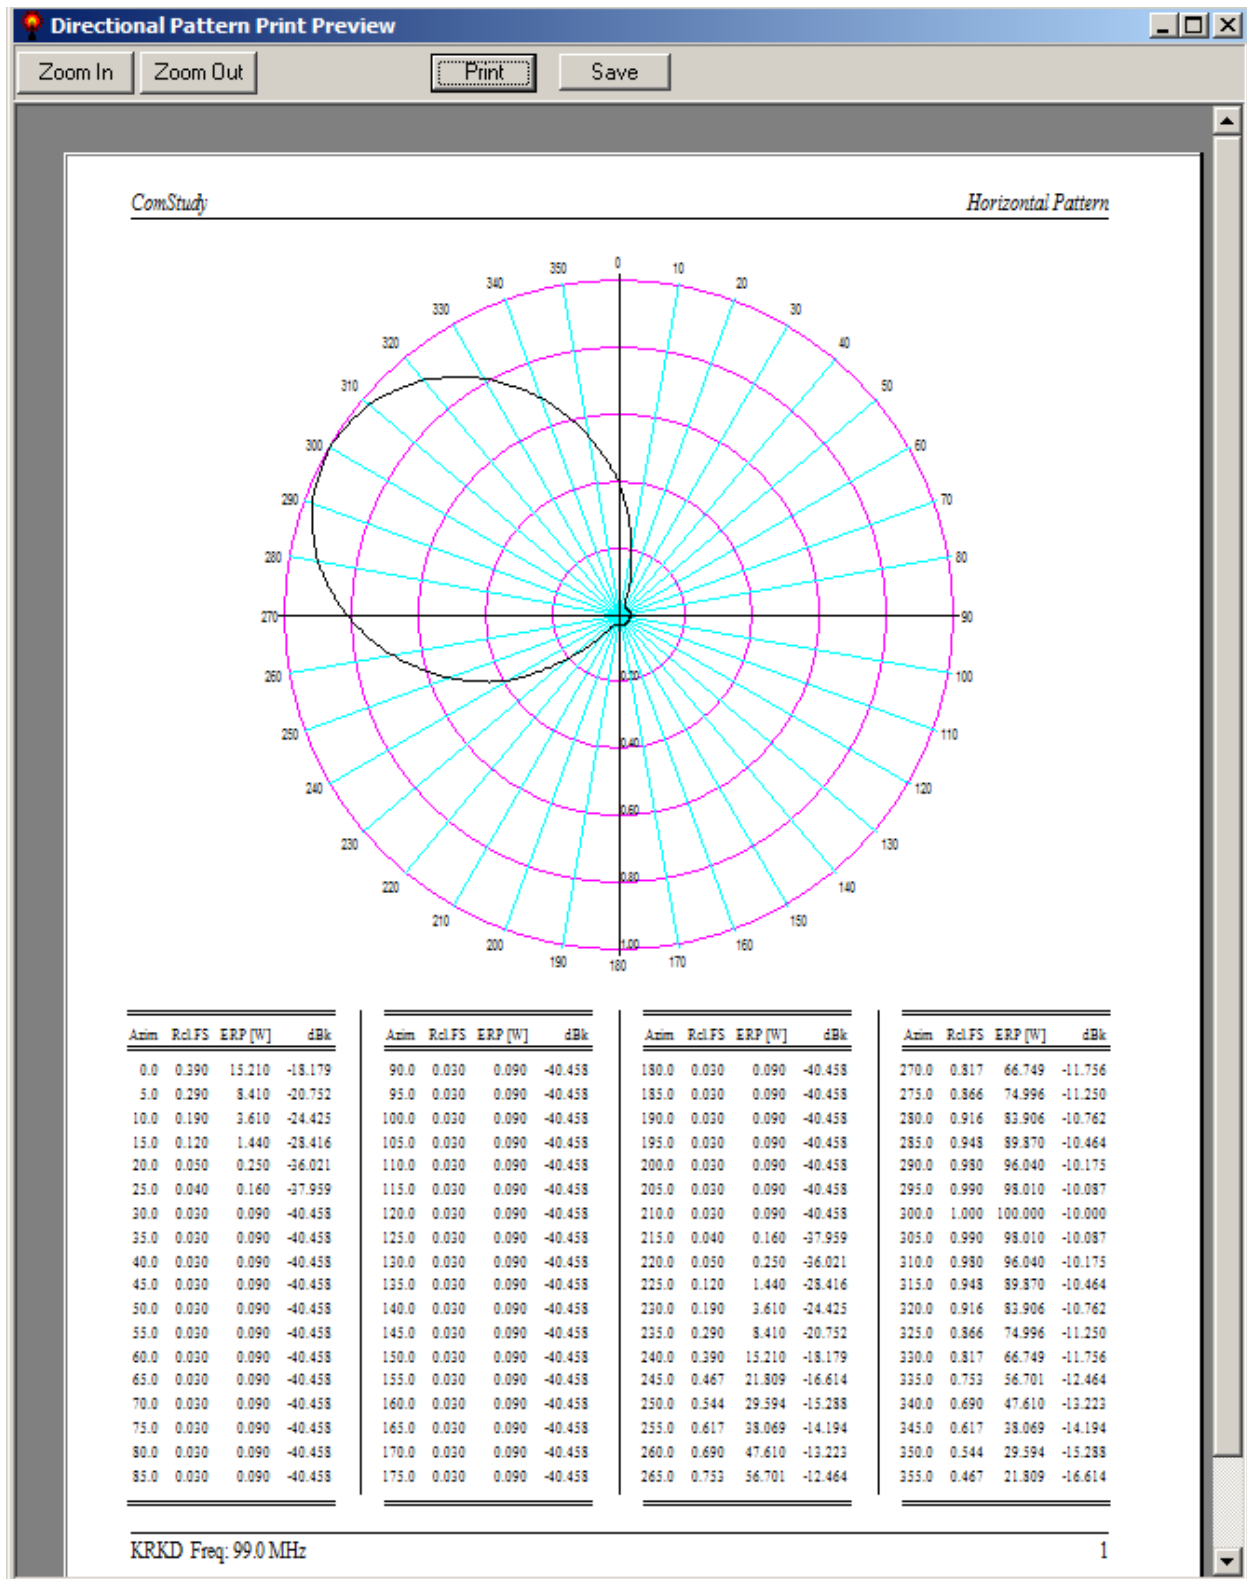 Directional Pattern Print Preview
Zoom In Zoom Out Print Save
ComStudy Horizontal Pattern
0
350 10
340 20
330 30
320 40
310 50
300 60
290 70
280 80
270 90
260 100
250 110
240 120
230 130
220 140
210 150
200 160
190 170
180
0.20
0.40
0.60
0.80
1.00
Azim Rel.FS ERP [W] dBk Azim Rel.FS ERP [W] dBk Azim Rel.FS ERP [W] dBk Azim Rel.FS ERP [W] dBk
0.0 0.390 15.210 -18.179 90.0 0.030 0.090 -40.458 180.0 0.030 0.090 -40.458 270.0 0.817 66.749 -11.756
5.0 0.290 8.410 -20.752 95.0 0.030 0.090 -40.458 185.0 0.030 0.090 -40.458 275.0 0.866 74.996 -11.250
10.0 0.190 3.610 -24.425 100.0 0.030 0.090 -40.458 190.0 0.030 0.090 -40.458 280.0 0.916 83.906 -10.762
15.0 0.120 1.440 -28.416 105.0 0.030 0.090 -40.458 195.0 0.030 0.090 -40.458 285.0 0.948 89.870 -10.464
20.0 0.050 0.250 -36.021 110.0 0.030 0.090 -40.458 200.0 0.030 0.090 -40.458 290.0 0.980 96.040 -10.175
25.0 0.040 0.160 -37.959 115.0 0.030 0.090 -40.458 205.0 0.030 0.090 -40.458 295.0 0.990 98.010 -10.087
30.0 0.030 0.090 -40.458 120.0 0.030 0.090 -40.458 210.0 0.030 0.090 -40.458 300.0 1.000 100.000 -10.000
35.0 0.030 0.090 -40.458 125.0 0.030 0.090 -40.458 215.0 0.040 0.160 -37.959 305.0 0.990 98.010 -10.087
40.0 0.030 0.090 -40.458 130.0 0.030 0.090 -40.458 220.0 0.050 0.250 -36.021 310.0 0.980 96.040 -10.175
45.0 0.030 0.090 -40.458 135.0 0.030 0.090 -40.458 225.0 0.120 1.440 -28.416 315.0 0.948 89.870 -10.464
50.0 0.030 0.090 -40.458 140.0 0.030 0.090 -40.458 230.0 0.190 3.610 -24.425 320.0 0.916 83.906 -10.762
55.0 0.030 0.090 -40.458 145.0 0.030 0.090 -40.458 235.0 0.290 8.410 -20.752 325.0 0.866 74.996 -11.250
60.0 0.030 0.090 -40.458 150.0 0.030 0.090 -40.458 240.0 0.390 15.210 -18.179 330.0 0.817 66.749 -11.756
65.0 0.030 0.090 -40.458 155.0 0.030 0.090 -40.458 245.0 0.467 21.809 -16.614 335.0 0.753 56.701 -12.464
70.0 0.030 0.090 -40.458 160.0 0.030 0.090 -40.458 250.0 0.544 29.594 -15.288 340.0 0.690 47.610 -13.223
75.0 0.030 0.090 -40.458 165.0 0.030 0.090 -40.458 255.0 0.617 38.069 -14.194 345.0 0.617 38.069 -14.194
80.0 0.030 0.090 -40.458 170.0 0.030 0.090 -40.458 260.0 0.690 47.610 -13.223 350.0 0.544 29.594 -15.288
85.0 0.030 0.090 -40.458 175.0 0.030 0.090 -40.458 265.0 0.753 56.701 -12.464 355.0 0.467 21.809 -16.614
KRKD Freq: 99.0 MHz 1